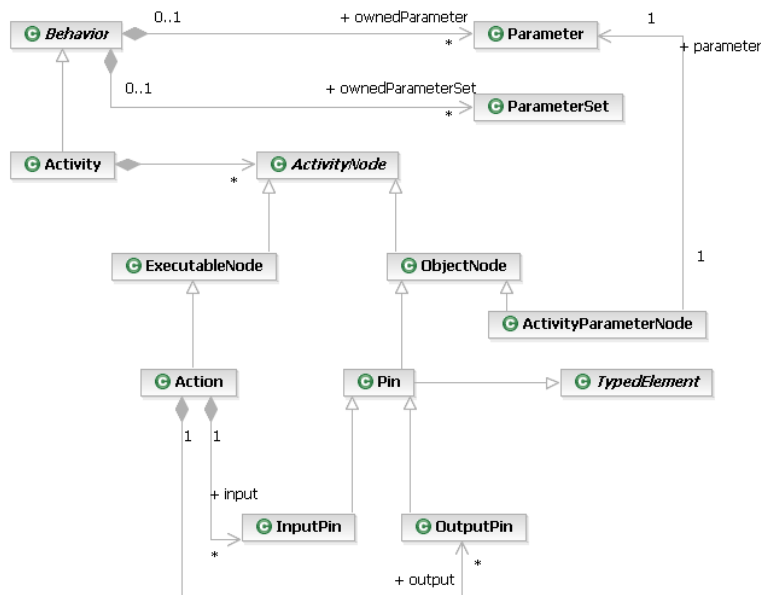 Behavior
0..1
+ ownedParameter
*
Parameter
1
+ parameter
0..1
+ ownedParameterSet
*
ParameterSet
Activity
*
ActivityNode
ExecutableNode
ObjectNode
1
ActivityParameterNode
Action
Pin
TypedElement
1
1
+ input
*
InputPin
OutputPin
*
+ output